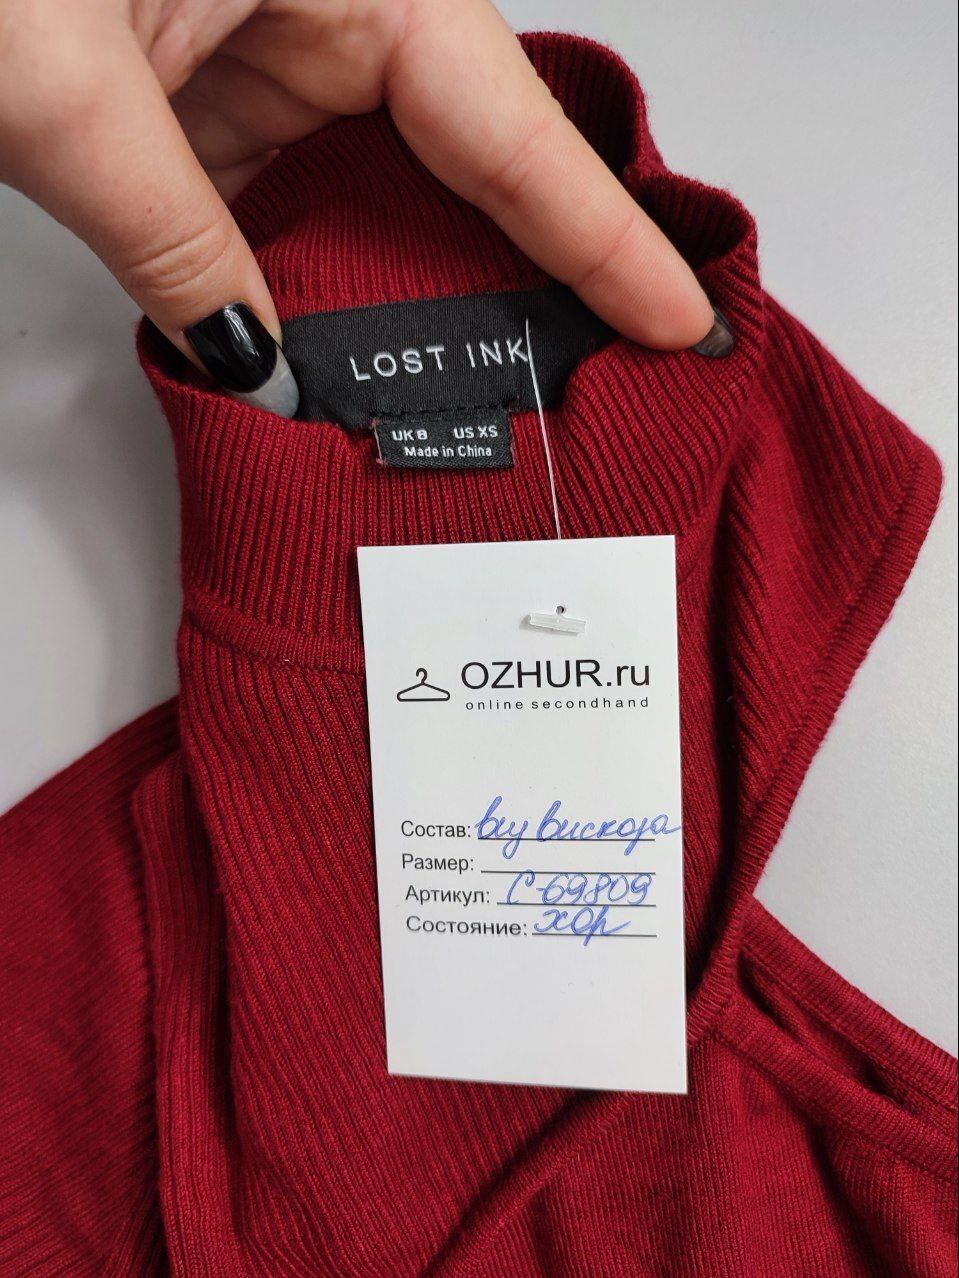 LOST INK
UK 8 US XS
Made in China
OZHUR.ru
online secondhand
Состав: виз вискоза
Размер:
Артикул: С-69809
Состояние: хор